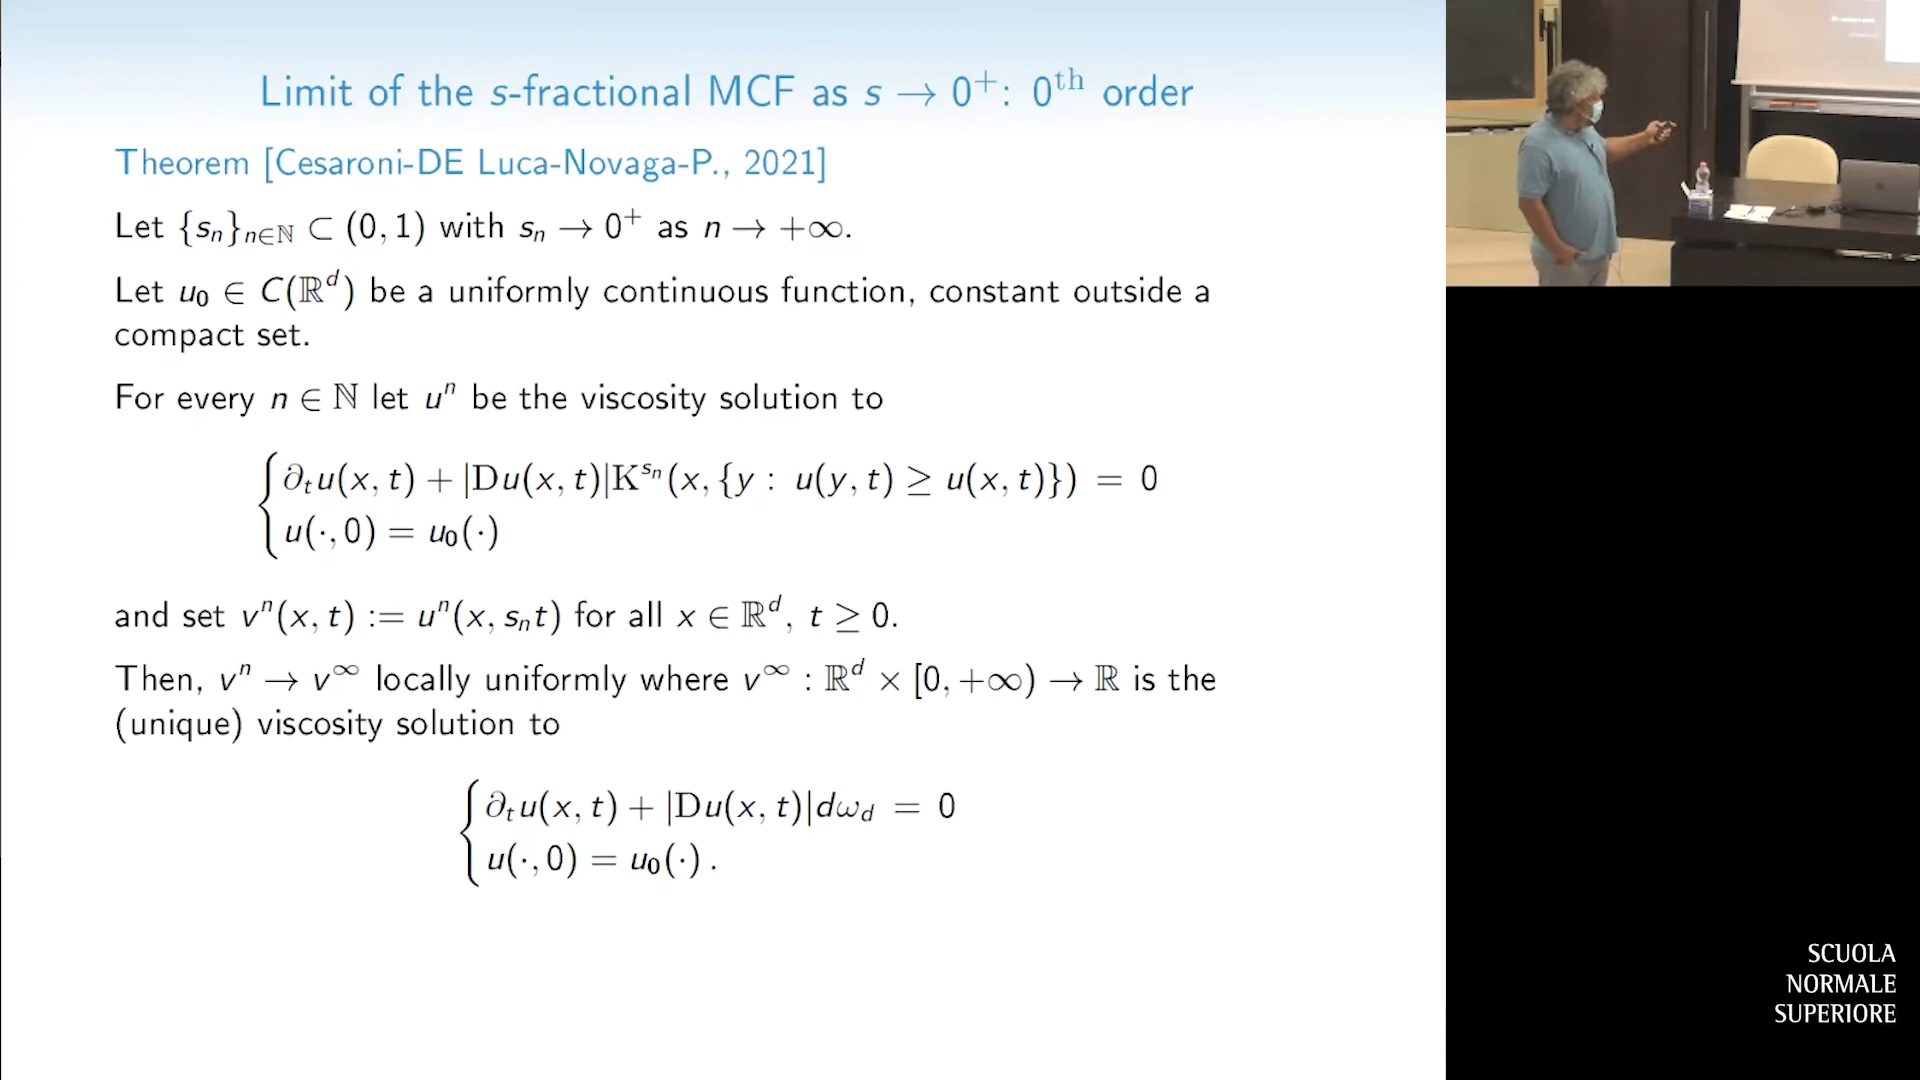 Limit of the s-fractional MCF as s → 0⁺: 0ᵗʰ order
Theorem [Cesaroni-DE Luca-Novaga-P., 2021]
Let {sₙ}ₙ∈ℕ ⊂ (0, 1) with sₙ → 0⁺ as n → +∞.
Let u₀ ∈ C(ℝᵈ) be a uniformly continuous function, constant outside a
compact set.
For every n ∈ ℕ let uⁿ be the viscosity solution to
{ ∂ₜu(x, t) + |Du(x, t)|K^{sₙ}(x, {y : u(y, t) ≥ u(x, t)}) = 0
u(·, 0) = u₀(·)
and set vⁿ(x, t) := uⁿ(x, sₙt) for all x ∈ ℝᵈ, t ≥ 0.
Then, vⁿ → v^∞ locally uniformly where v^∞ : ℝᵈ × [0, +∞) → ℝ is the
(unique) viscosity solution to
{ ∂ₜu(x, t) + |Du(x, t)|dω_d = 0
u(·, 0) = u₀(·) .
SCUOLA
NORMALE
SUPERIORE